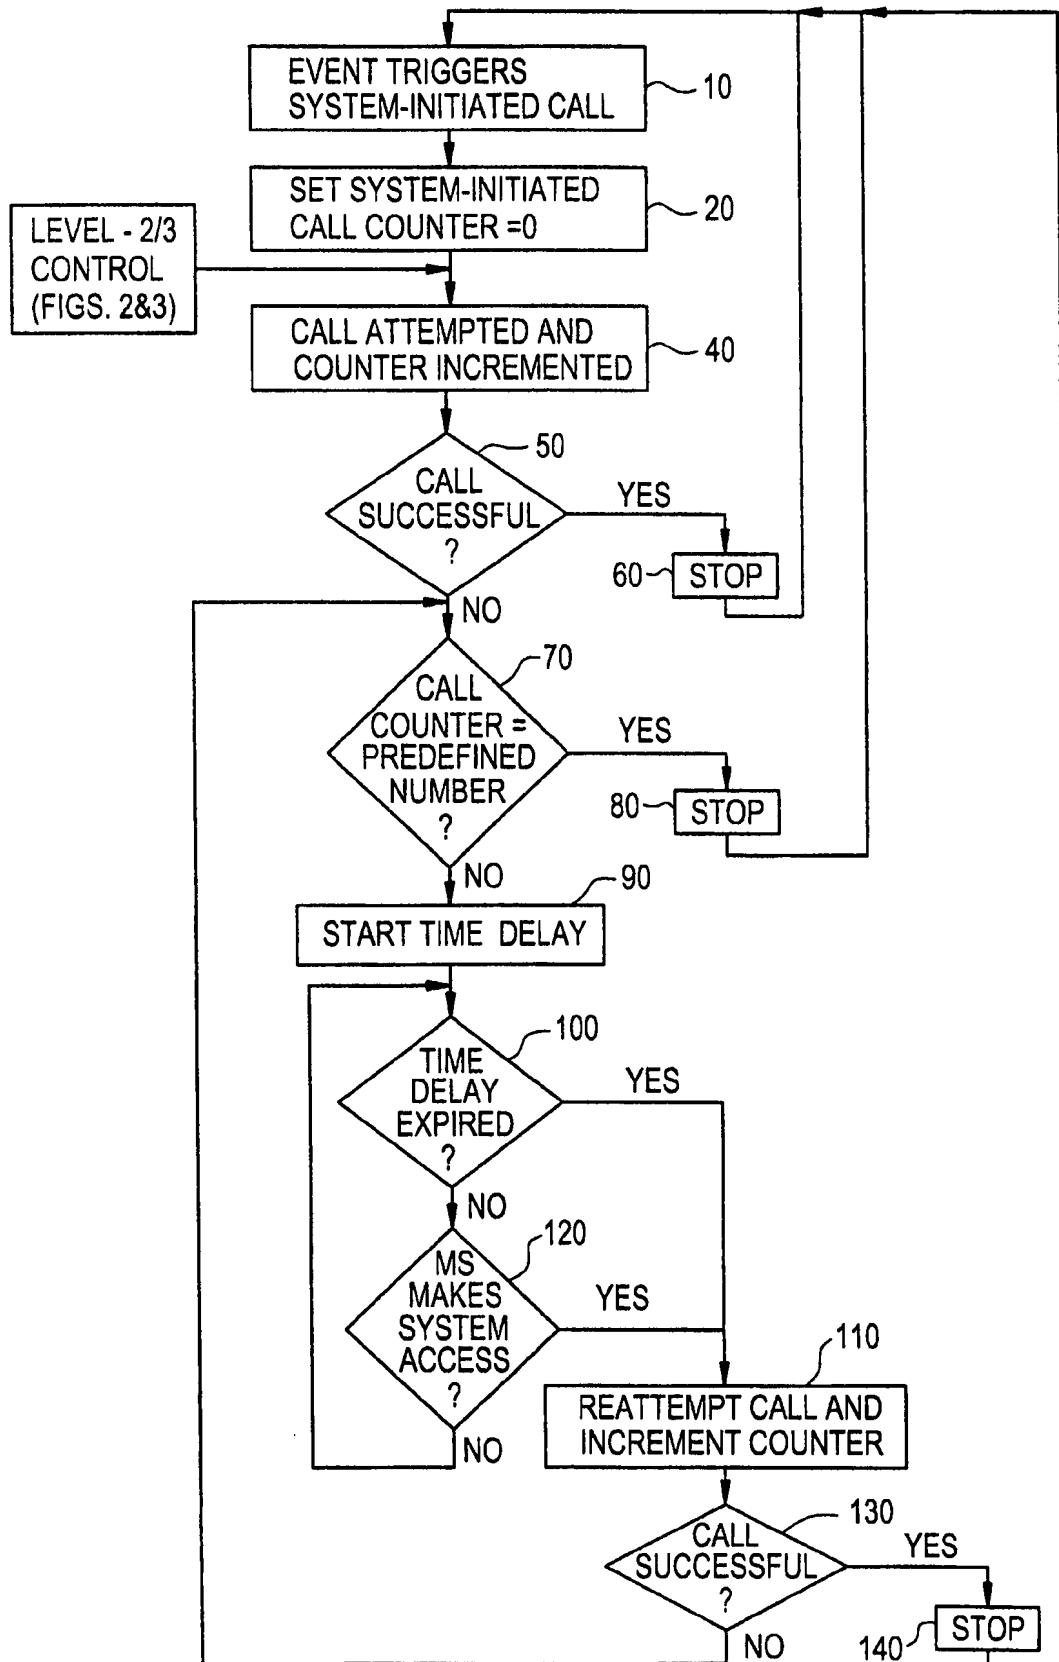 EVENT TRIGGERS
SYSTEM-INITIATED CALL
10
SET SYSTEM-INITIATED
CALL COUNTER =0
20
LEVEL - 2/3
CONTROL
(FIGS. 2&3)
CALL ATTEMPTED AND
COUNTER INCREMENTED
40
50
CALL
SUCCESSFUL
?
YES
60
STOP
NO
70
CALL
COUNTER =
PREDEFINED
NUMBER
?
YES
80
STOP
NO
90
START TIME DELAY
100
TIME
DELAY
EXPIRED
?
YES
NO
120
MS
MAKES
SYSTEM
ACCESS
?
YES
NO
110
REATTEMPT CALL AND
INCREMENT COUNTER
130
CALL
SUCCESSFUL
?
YES
NO
140
STOP